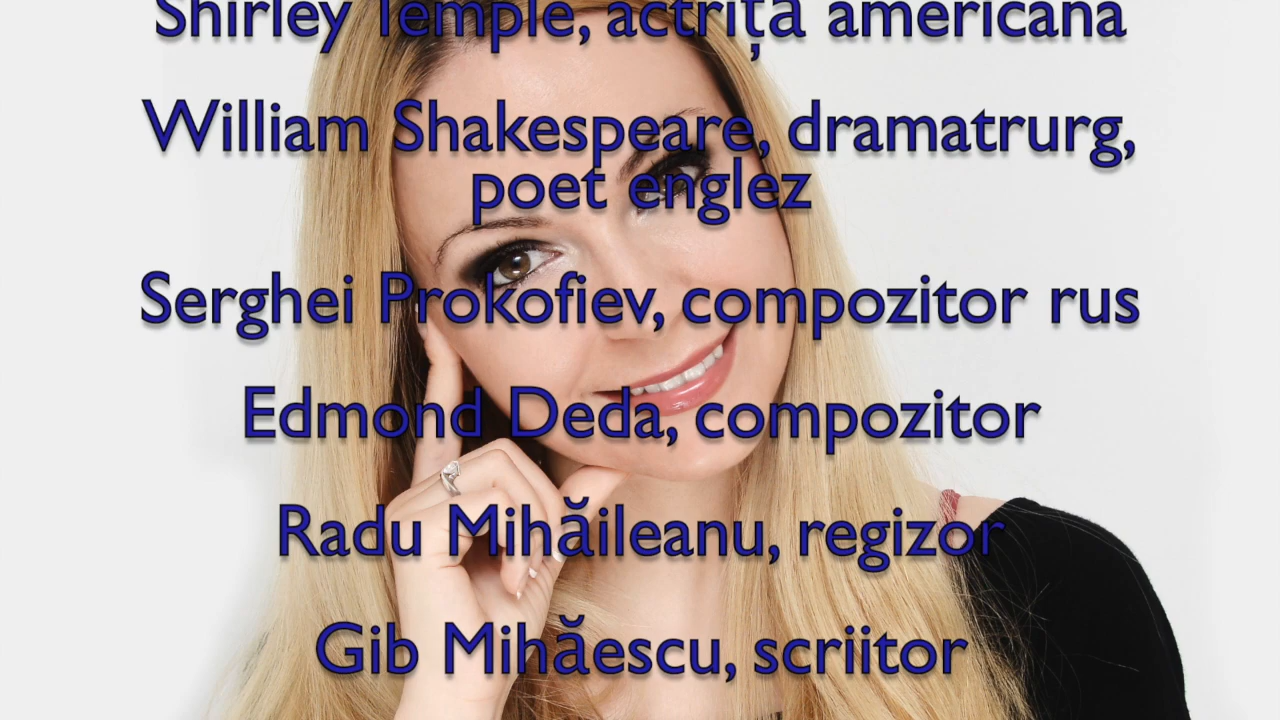 Shirley Temple, actriță americană
William Shakespeare, dramatrurg,
poet englez
Serghei Prokofiev, compozitor rus
Edmond Deda, compozitor
Radu Mihăileanu, regizor
Gib Mihăescu, scriitor